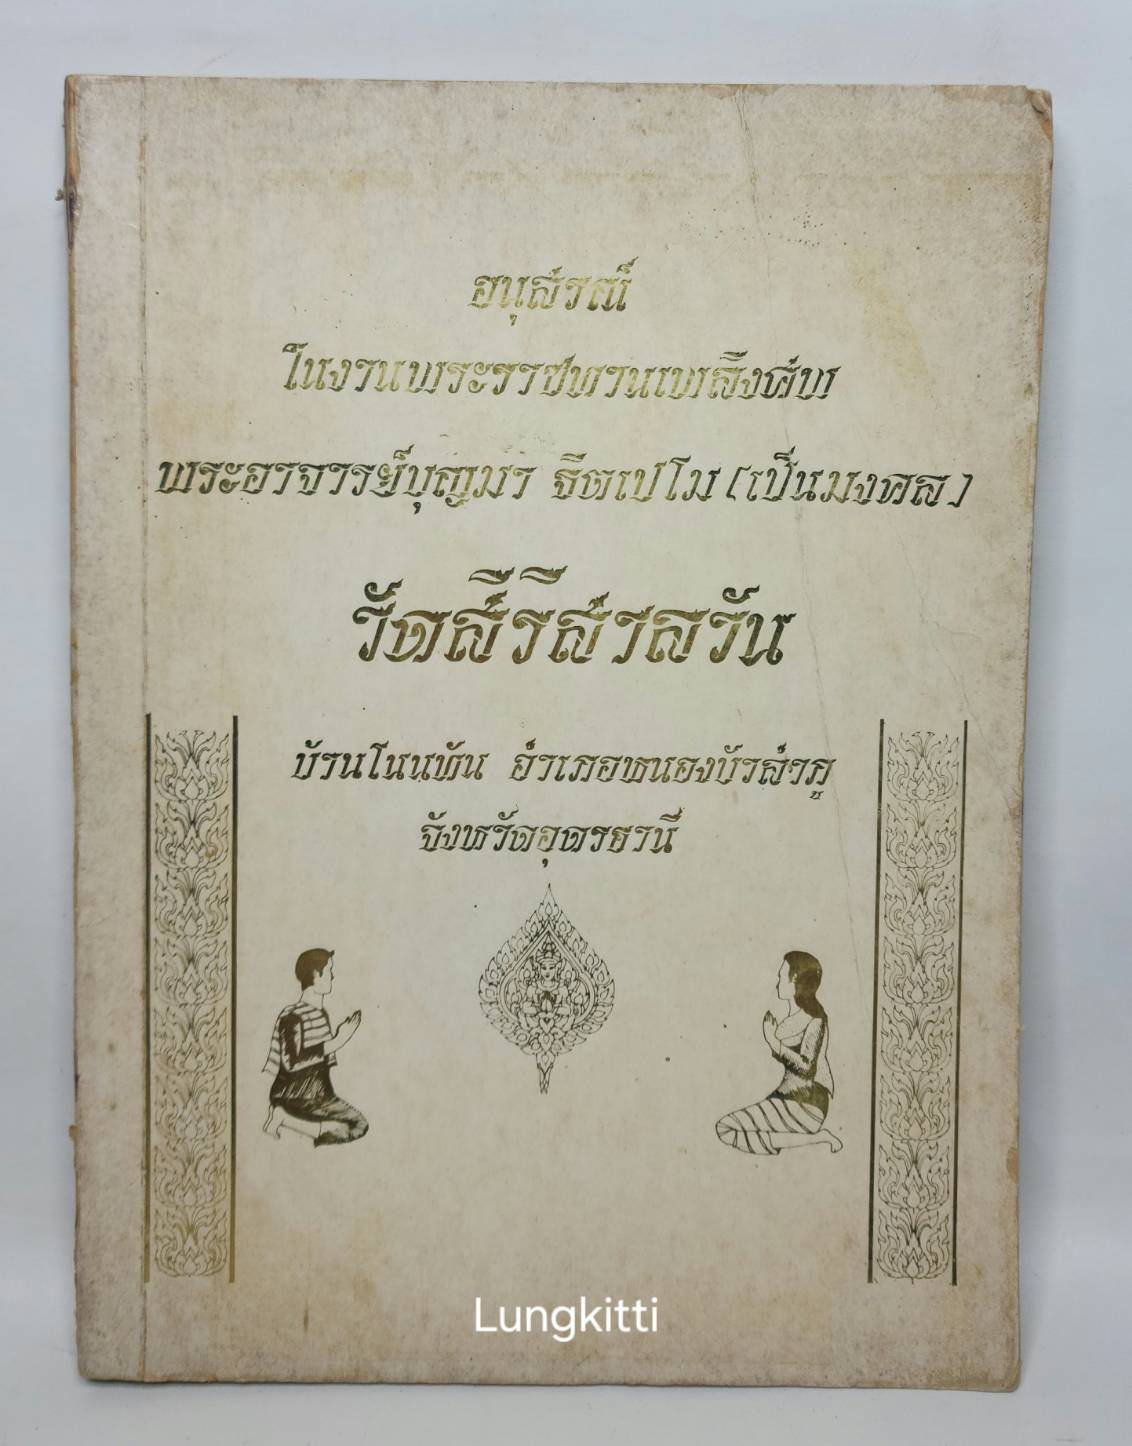 อนุสรณ์
ในงานพระราชทานเพลิงศพ
พระอาจารย์บุญมา ฐิตเปโม (เป็นมงคล)
วัดสิริสาลวัน
บ้านโนนทัน อำเภอหนองบัวลำภู
จังหวัดอุดรธานี
Lungkitti